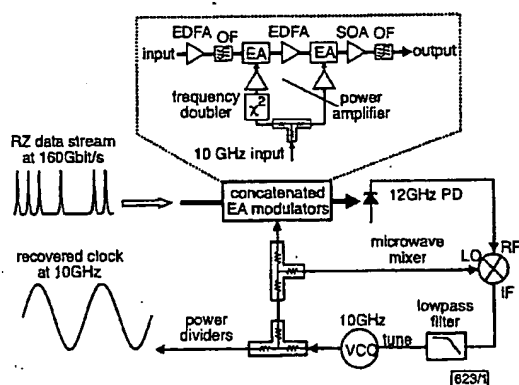 EDFA OF EDFA SOA OF
input EA EA output
frequency
doubler
χ²
power
amplifier
10 GHz input
RZ data stream
at 160Gbit/s
concatenated
EA modulators
12GHz PD
recovered clock
at 10GHz
microwave
mixer
LO
RF
IF
power
dividers
10GHz
VCO
tune
lowpass
filter
623/1